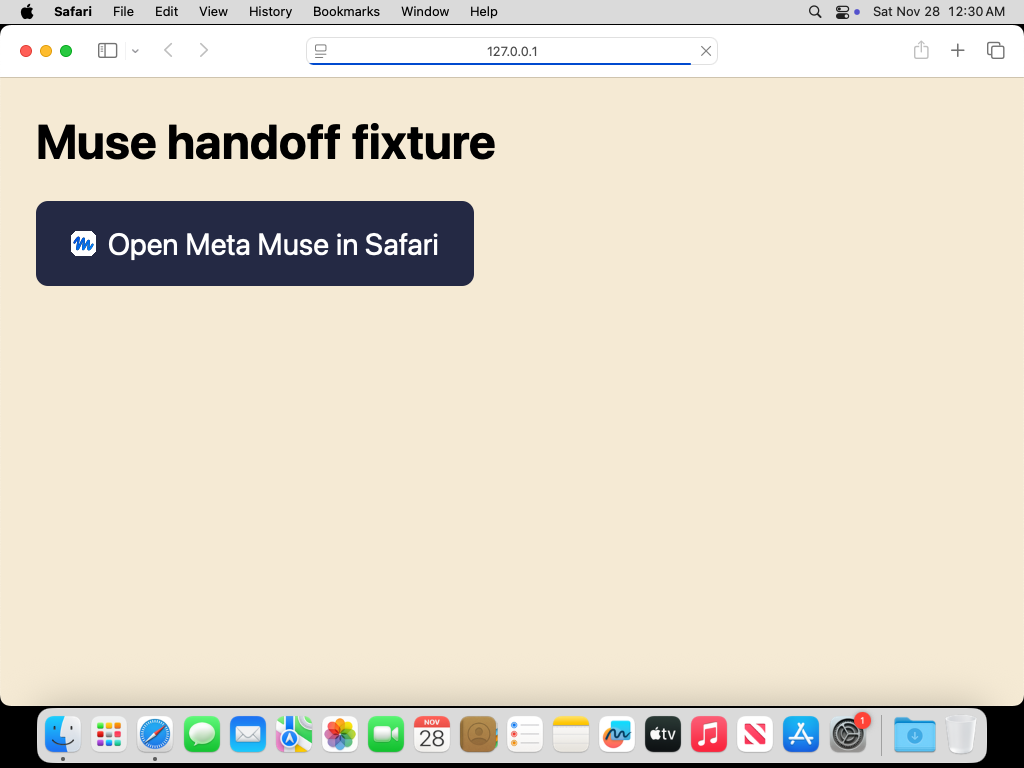 Safari File Edit View History Bookmarks Window Help Sat Nov 28 12:30 AM
127.0.0.1
Muse handoff fixture
Open Meta Muse in Safari
NOV
28
tv
1